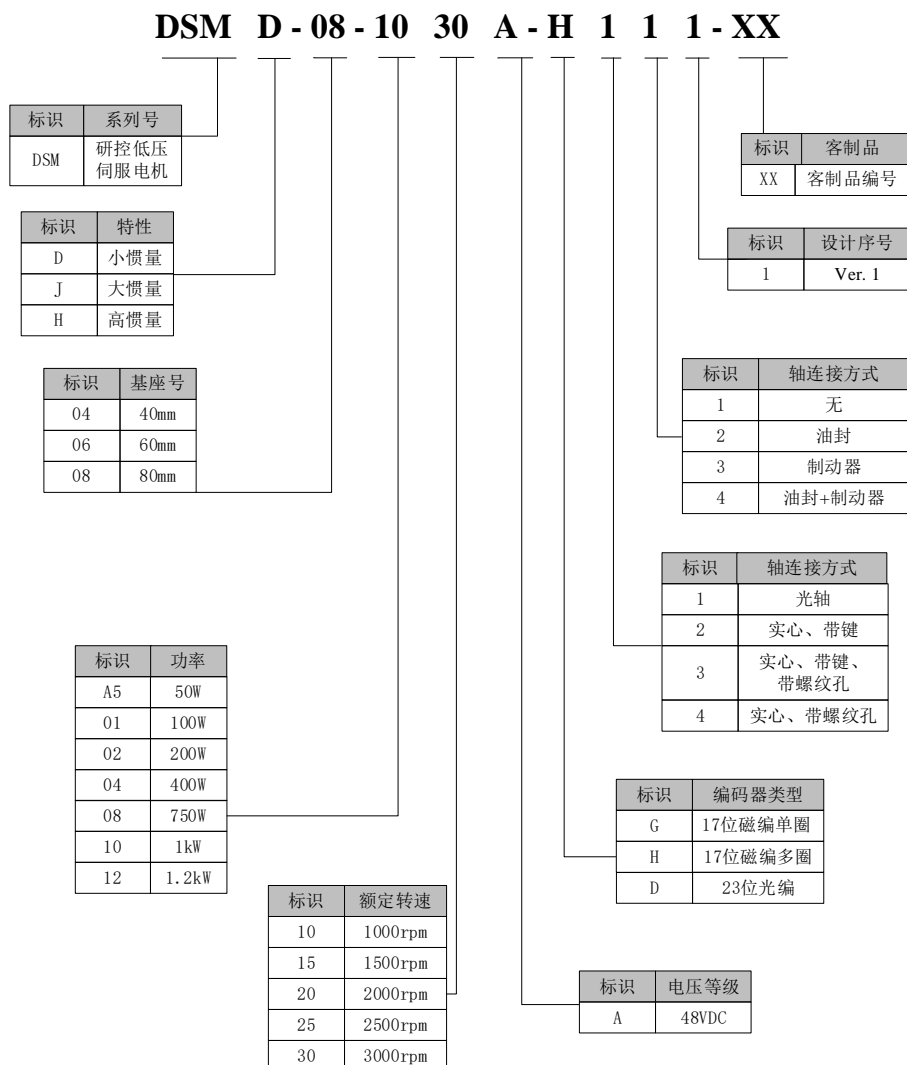 DSM D - 08 - 10 30 A - H 1 1 1 - XX
标识 系列号
DSM 研控低压
伺服电机
标识 特性
D 小惯量
J 大惯量
H 高惯量
标识 基座号
04 40mm
06 60mm
08 80mm
标识 功率
A5 50W
01 100W
02 200W
04 400W
08 750W
10 1kW
12 1.2kW
标识 额定转速
10 1000rpm
15 1500rpm
20 2000rpm
25 2500rpm
30 3000rpm
标识 客制品
XX 客制品编号
标识 设计序号
1 Ver. 1
标识 轴连接方式
1 无
2 油封
3 制动器
4 油封+制动器
标识 轴连接方式
1 光轴
2 实心、带键
3 实心、带键、
带螺纹孔
4 实心、带螺纹孔
标识 编码器类型
G 17位磁编单圈
H 17位磁编多圈
D 23位光编
标识 电压等级
A 48VDC